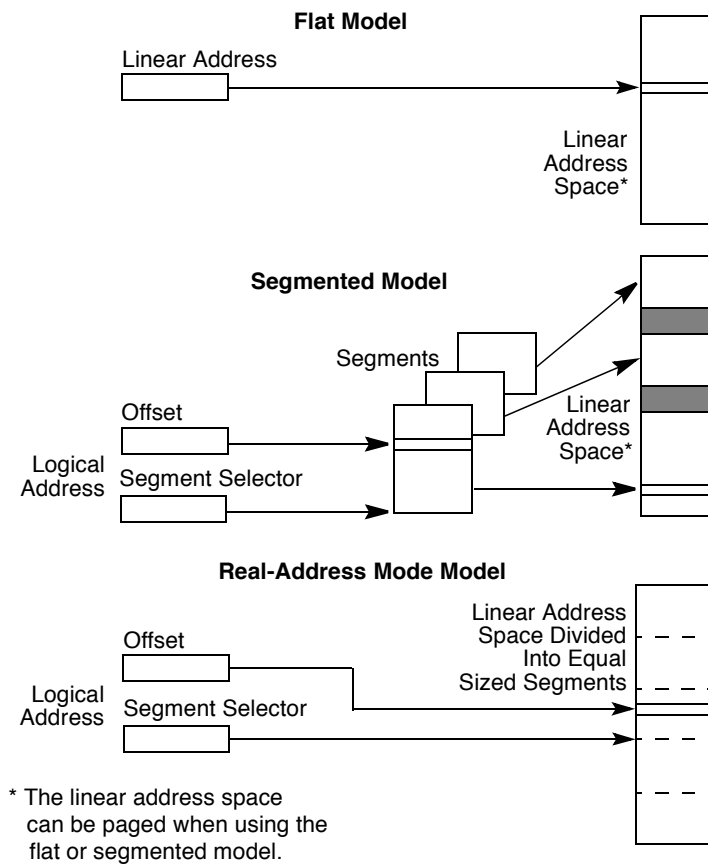 Flat Model
Linear Address
Linear
Address
Space*
Segmented Model
Segments
Offset
Linear
Address
Space*
Logical
Address
Segment Selector
Real-Address Mode Model
Linear Address
Space Divided
Into Equal
Sized Segments
Offset
Logical
Address
Segment Selector
* The linear address space
can be paged when using the
flat or segmented model.